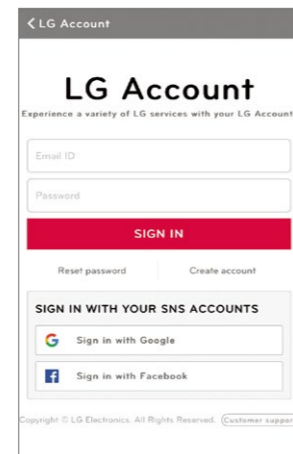 LG Account
LG Account
Experience a variety of LG services with your LG Account
Email ID
Password
SIGN IN
Reset password
Create account
SIGN IN WITH YOUR SNS ACCOUNTS
Sign in with Google
Sign in with Facebook
Copyright © LG Electronics. All Rights Reserved. Customer suppor